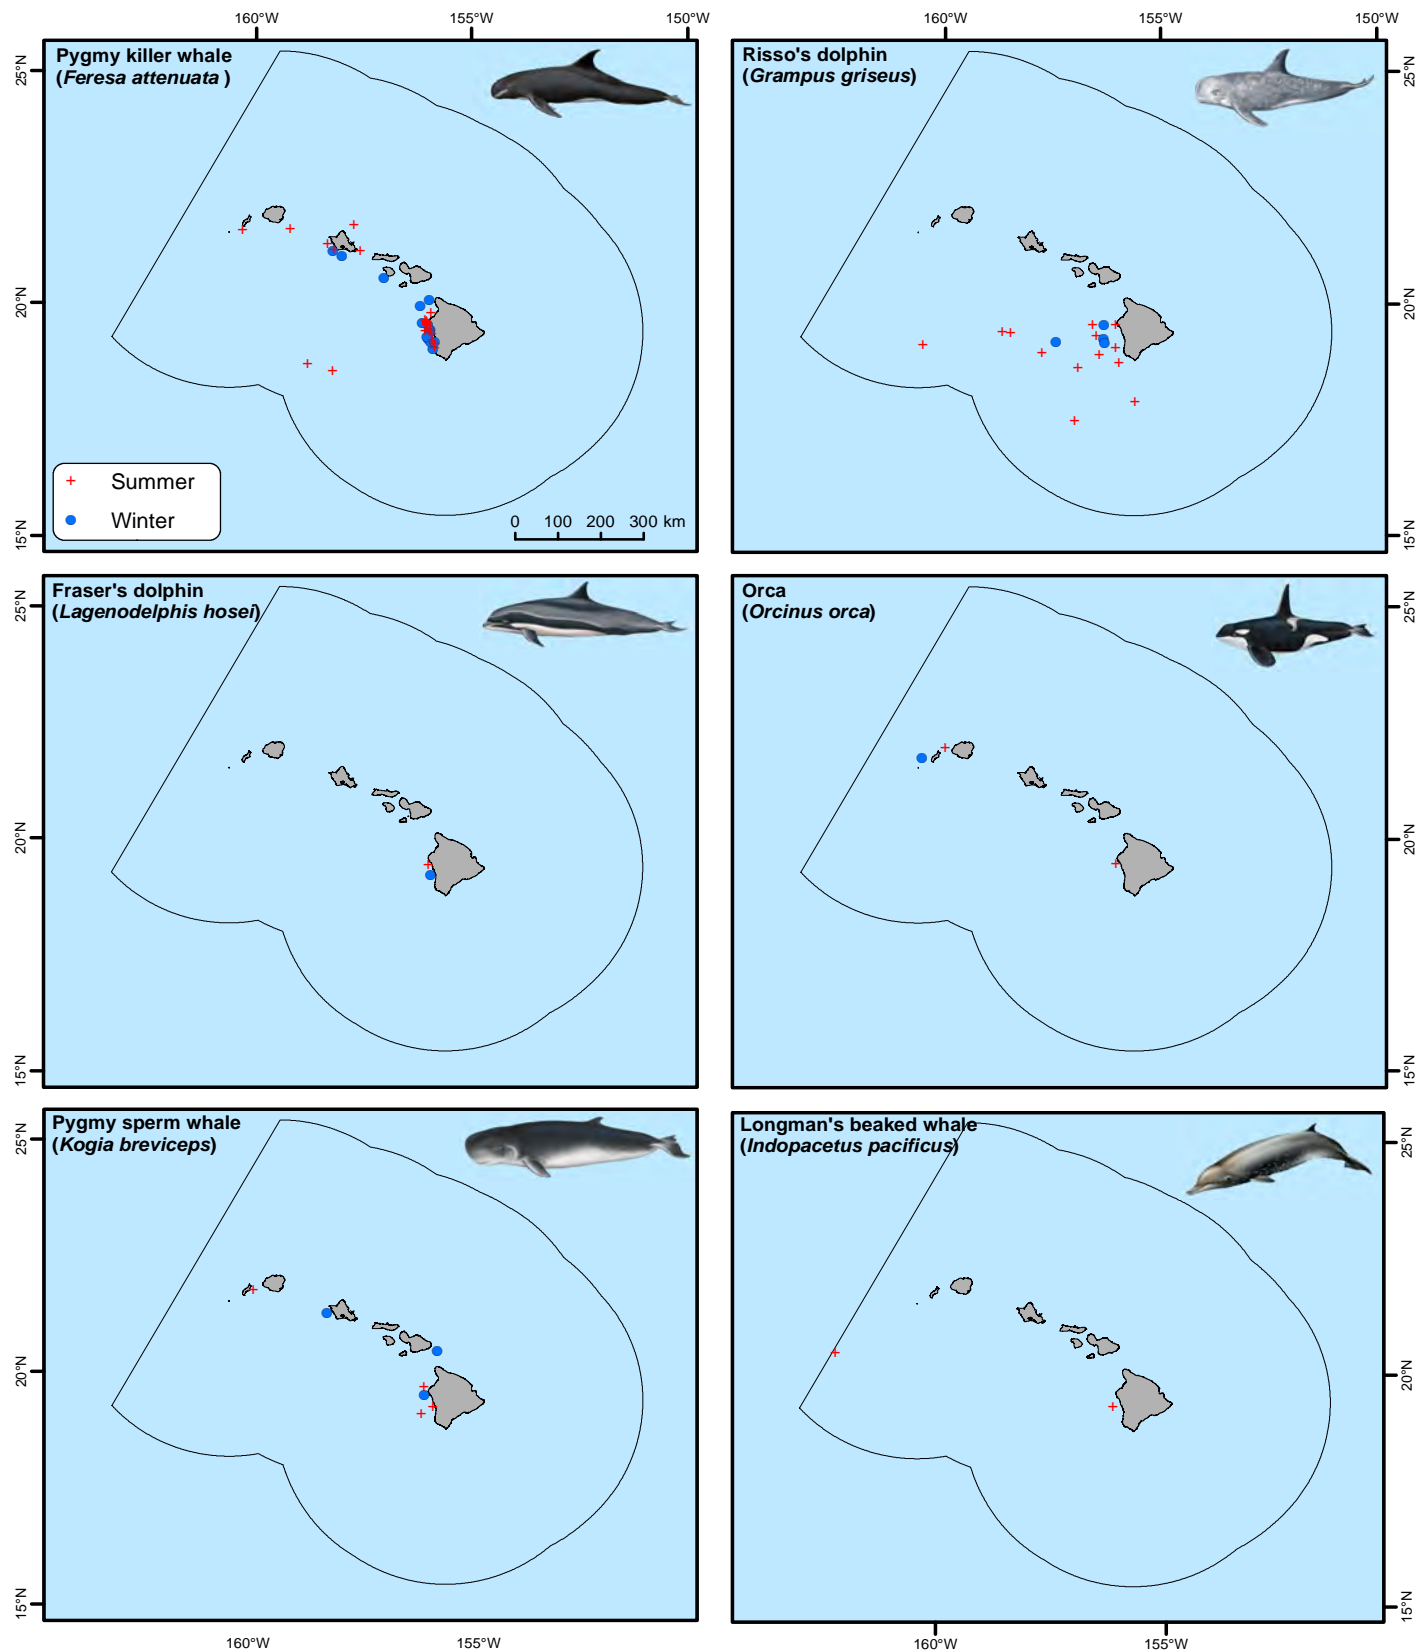 160°W 155°W 150°W 160°W 155°W 150°W
Pygmy killer whale
(Feresa attenuata )
25°N
20°N
15°N
Summer
Winter
0 100 200 300 km
Risso's dolphin
(Grampus griseus)
25°N
20°N
15°N
Fraser's dolphin
(Lagenodelphis hosei)
25°N
20°N
15°N
Orca
(Orcinus orca)
25°N
20°N
15°N
Pygmy sperm whale
(Kogia breviceps)
25°N
20°N
15°N
Longman's beaked whale
(Indopacetus pacificus)
25°N
20°N
15°N
160°W 155°W 160°W 155°W